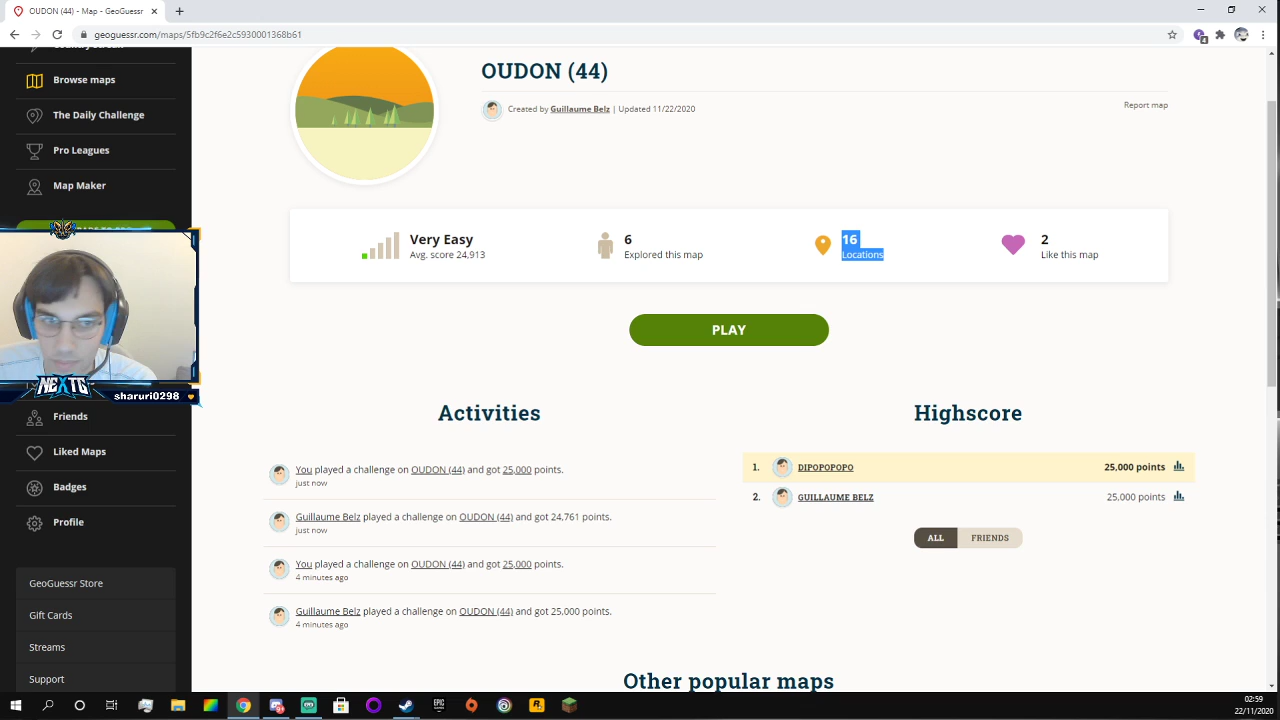 OUDON (44) - Map - GeoGuessr
geoguessr.com/maps/5fb9c2f6e2c5930001368b61
Browse maps
The Daily Challenge
Pro Leagues
Map Maker
NEXTG
sharuri0298
Friends
Liked Maps
Badges
Profile
GeoGuessr Store
Gift Cards
Streams
Support
OUDON (44)
Created by Guillaume Belz | Updated 11/22/2020
Report map
Very Easy
Avg. score 24,913
6
Explored this map
16
Locations
2
Like this map
PLAY
Activities
You played a challenge on OUDON (44) and got 25,000 points.
just now
Guillaume Belz played a challenge on OUDON (44) and got 24,761 points.
just now
You played a challenge on OUDON (44) and got 25,000 points.
4 minutes ago
Guillaume Belz played a challenge on OUDON (44) and got 25,000 points.
4 minutes ago
Highscore
1. DIPOPOPOPO 25,000 points
2. GUILLAUME BELZ 25,000 points
ALL FRIENDS
Other popular maps
EPIC
02:59
22/11/2020